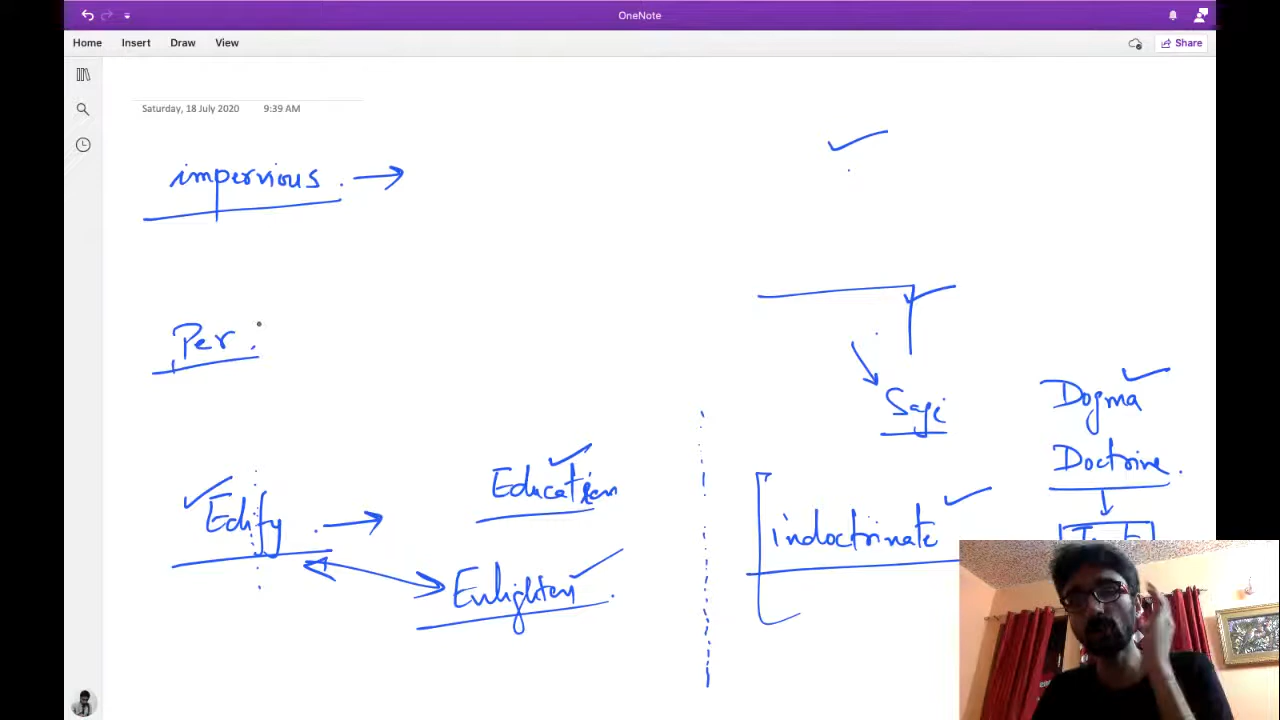 OneNote
Home Insert Draw View Share
Saturday, 18 July 2020 9:39 AM
impervious .
Per :
Dogma
Doctrine .
Edify .
Education
Enlighten .
indoctrinate